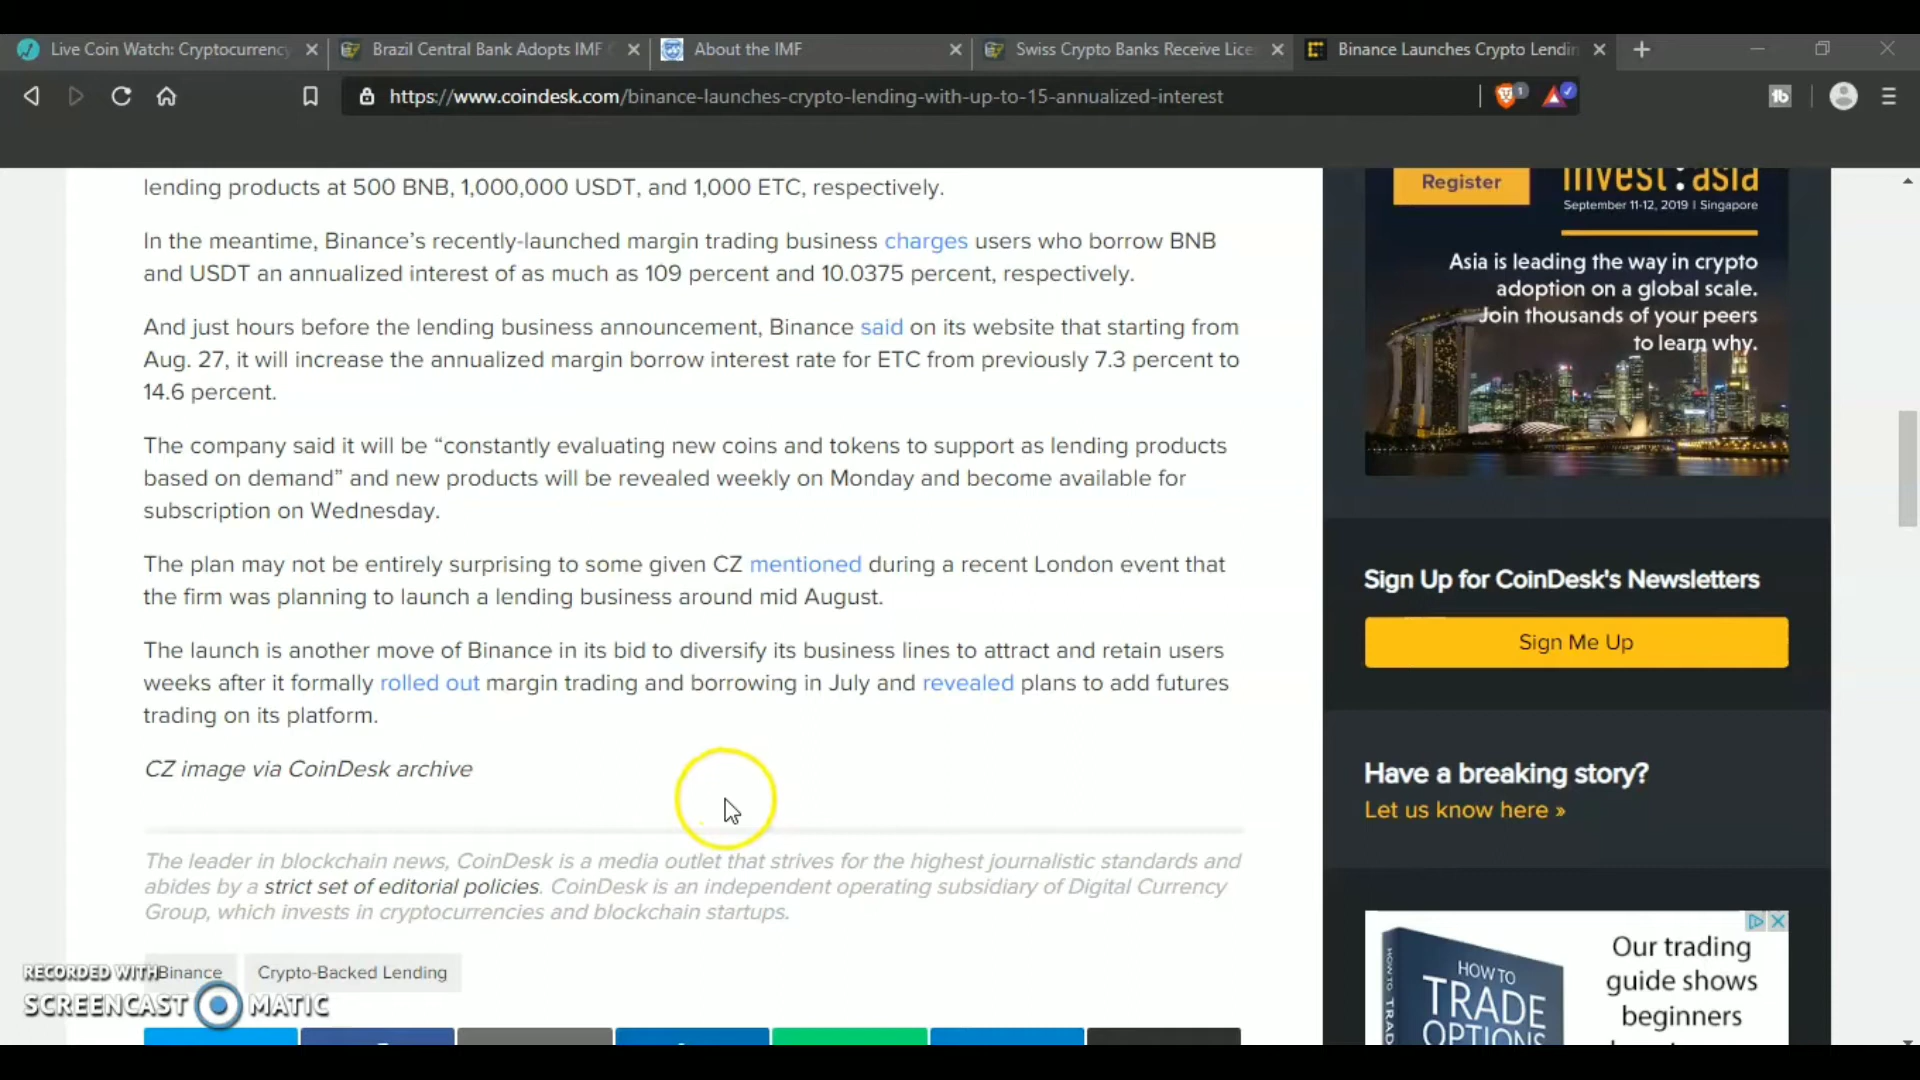 Live Coin Watch: Cryptocurrency
Brazil Central Bank Adopts IMF
About the IMF
Swiss Crypto Banks Receive Lice
Binance Launches Crypto Lendin
https://www.coindesk.com/binance-launches-crypto-lending-with-up-to-15-annualized-interest
1
lending products at 500 BNB, 1,000,000 USDT, and 1,000 ETC, respectively.
In the meantime, Binance’s recently-launched margin trading business charges users who borrow BNB
and USDT an annualized interest of as much as 109 percent and 10.0375 percent, respectively.
And just hours before the lending business announcement, Binance said on its website that starting from
Aug. 27, it will increase the annualized margin borrow interest rate for ETC from previously 7.3 percent to
14.6 percent.
The company said it will be “constantly evaluating new coins and tokens to support as lending products
based on demand” and new products will be revealed weekly on Monday and become available for
subscription on Wednesday.
The plan may not be entirely surprising to some given CZ mentioned during a recent London event that
the firm was planning to launch a lending business around mid August.
The launch is another move of Binance in its bid to diversify its business lines to attract and retain users
weeks after it formally rolled out margin trading and borrowing in July and revealed plans to add futures
trading on its platform.
CZ image via CoinDesk archive
The leader in blockchain news, CoinDesk is a media outlet that strives for the highest journalistic standards and
abides by a strict set of editorial policies. CoinDesk is an independent operating subsidiary of Digital Currency
Group, which invests in cryptocurrencies and blockchain startups.
Binance
Crypto-Backed Lending
RECORDED WITH
SCREENCAST MATIC
Register
invest:asia
September 11-12, 2019 | Singapore
Asia is leading the way in crypto
adoption on a global scale.
Join thousands of your peers
to learn why.
Sign Up for CoinDesk's Newsletters
Sign Me Up
Have a breaking story?
Let us know here »
HOW TO
TRADE
OPTIONS
HOW TO TRAD
Our trading
guide shows
beginners